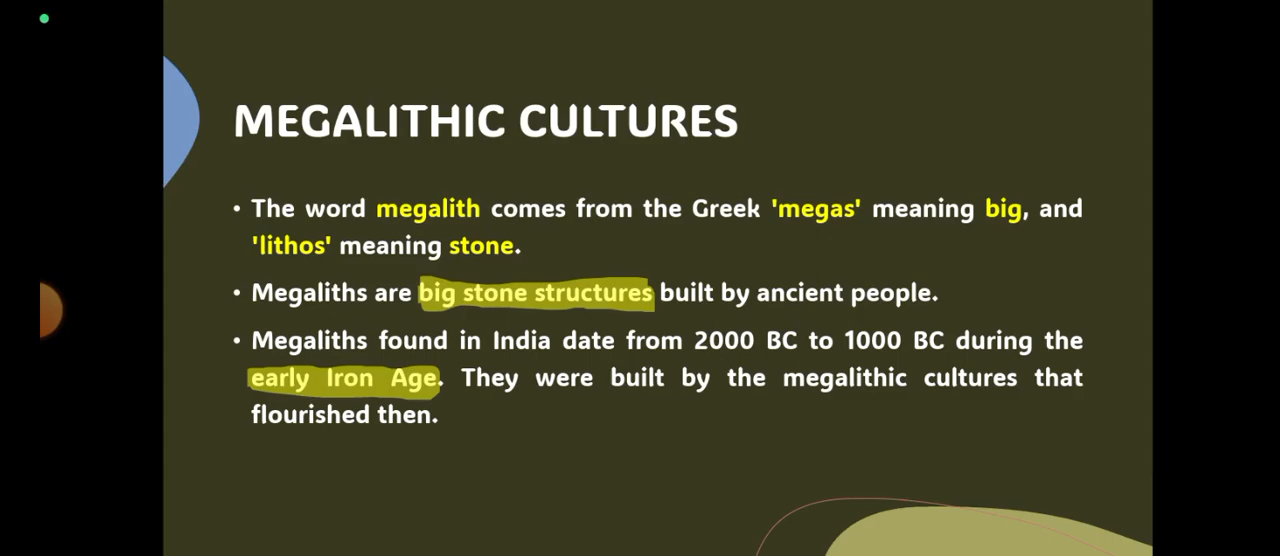 MEGALITHIC CULTURES
• The word megalith comes from the Greek 'megas' meaning big, and
'lithos' meaning stone.
• Megaliths are big stone structures built by ancient people.
• Megaliths found in India date from 2000 BC to 1000 BC during the
early Iron Age. They were built by the megalithic cultures that
flourished then.